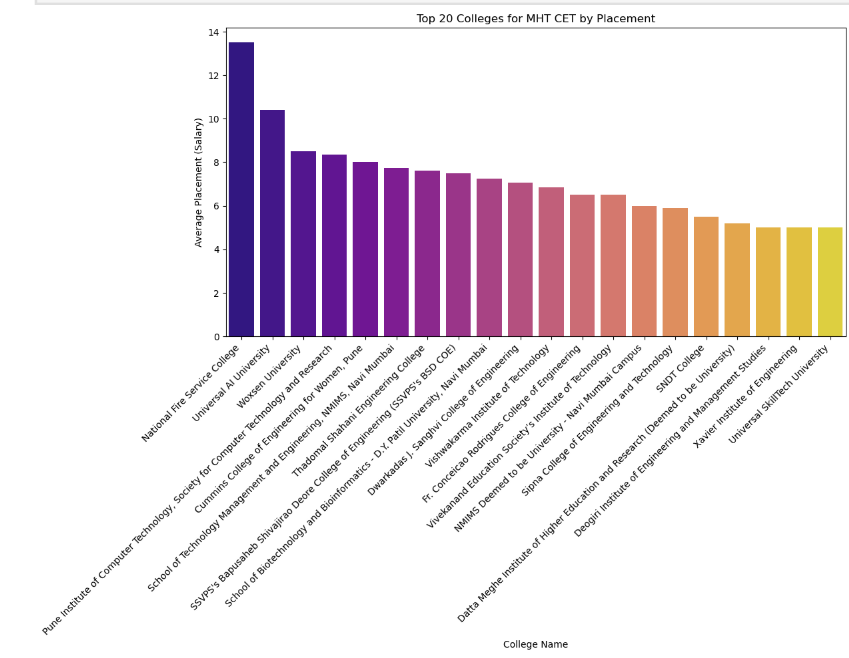 Top 20 Colleges for MHT CET by Placement
Average Placement (Salary)
14
12
10
8
6
4
2
0
National Fire Service College
Universal AI University
Woxsen University
Pune Institute of Computer Technology, Society for Computer Technology and Research
Cummins College of Engineering for Women, Pune
School of Technology Management and Engineering, NMIMS, Navi Mumbai
Thadomal Shahani Engineering College
SSVPS's Bapusaheb Shivajirao Deore College of Engineering (SSVPS's BSD COE)
School of Biotechnology and Bioinformatics - D.Y. Patil University, Navi Mumbai
Dwarkadas J. Sanghvi College of Engineering
Vishwakarma Institute of Technology
Fr. Conceicao Rodrigues College of Engineering
Vivekanand Education Society's Institute of Technology
NMIMS Deemed to be University - Navi Mumbai Campus
Sipna College of Engineering and Technology
SNDT College
Datta Meghe Institute of Higher Education and Research (Deemed to be University)
Deogiri Institute of Engineering and Management Studies
Xavier Institute of Engineering
Universal SkillTech University
College Name